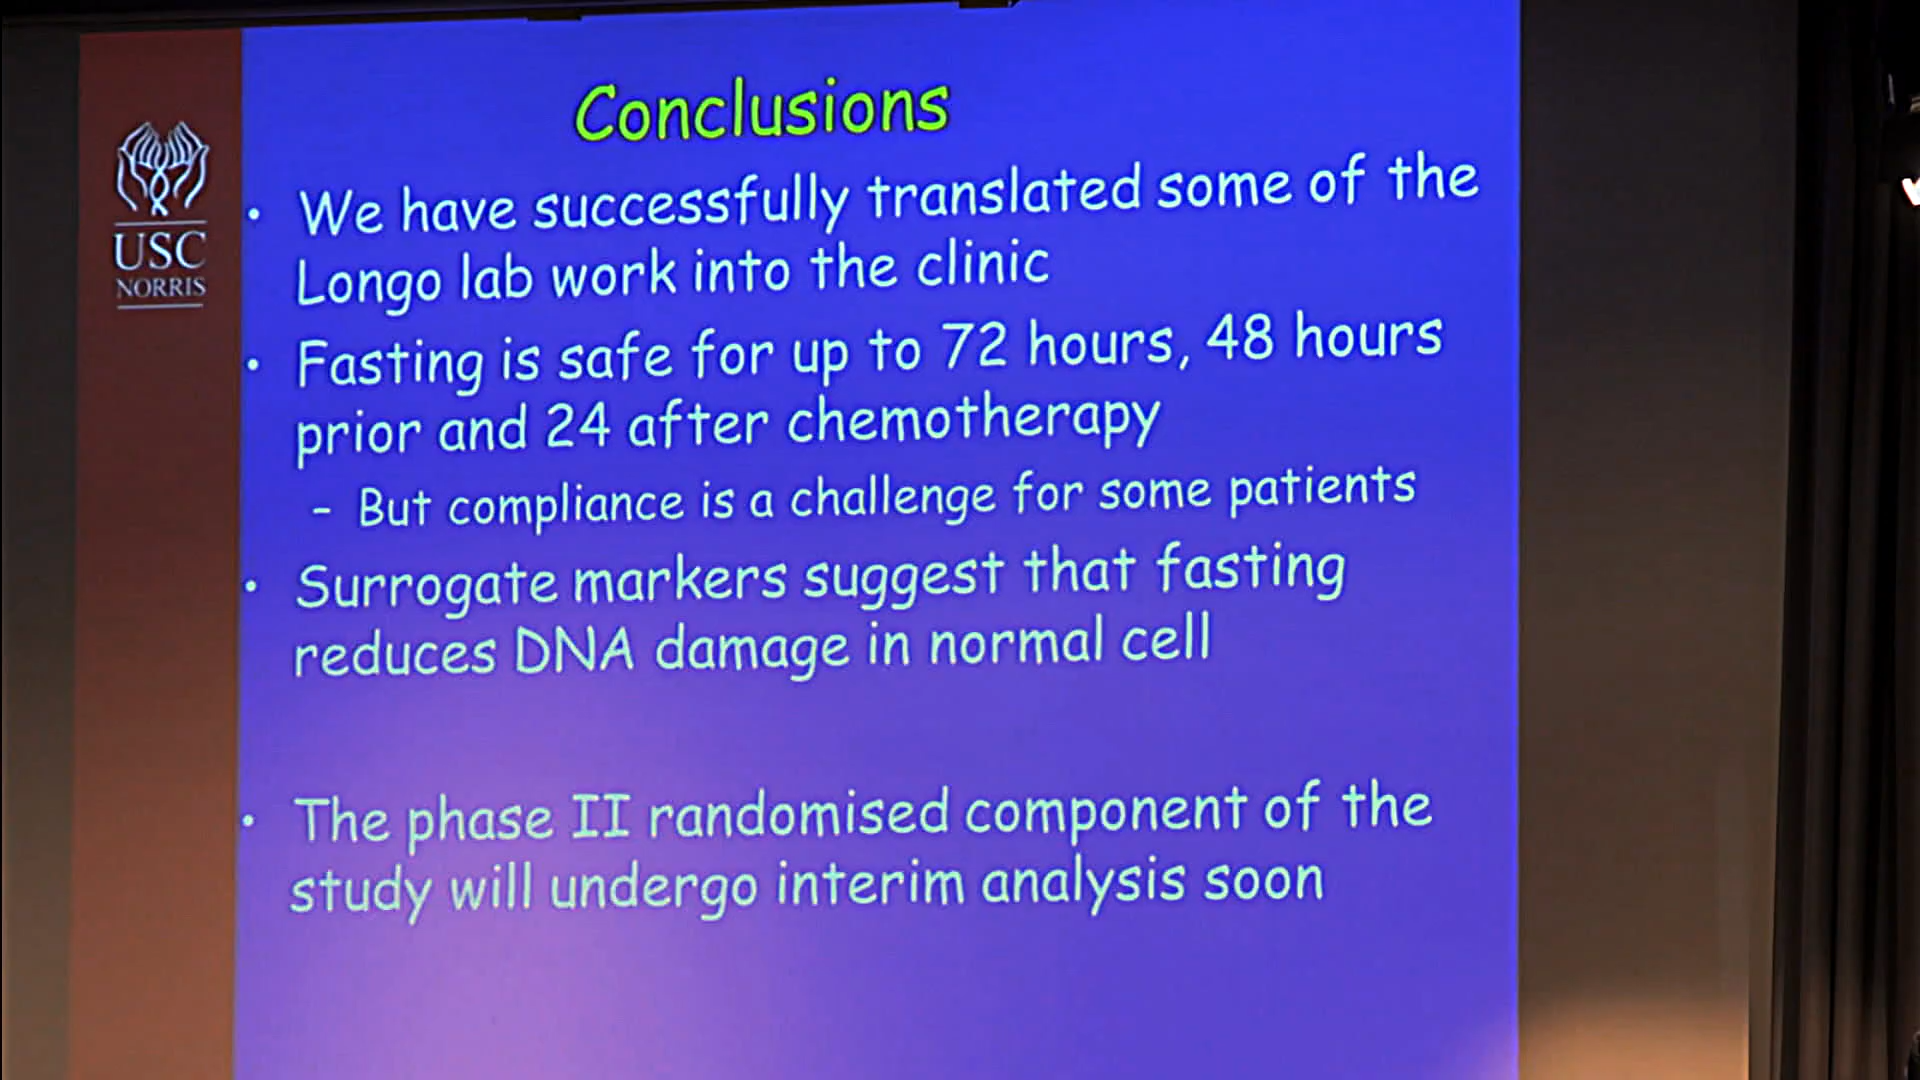 Conclusions
USC
NORRIS
• We have successfully translated some of the
Longo lab work into the clinic
• Fasting is safe for up to 72 hours, 48 hours
prior and 24 after chemotherapy
– But compliance is a challenge for some patients
• Surrogate markers suggest that fasting
reduces DNA damage in normal cell
• The phase II randomised component of the
study will undergo interim analysis soon